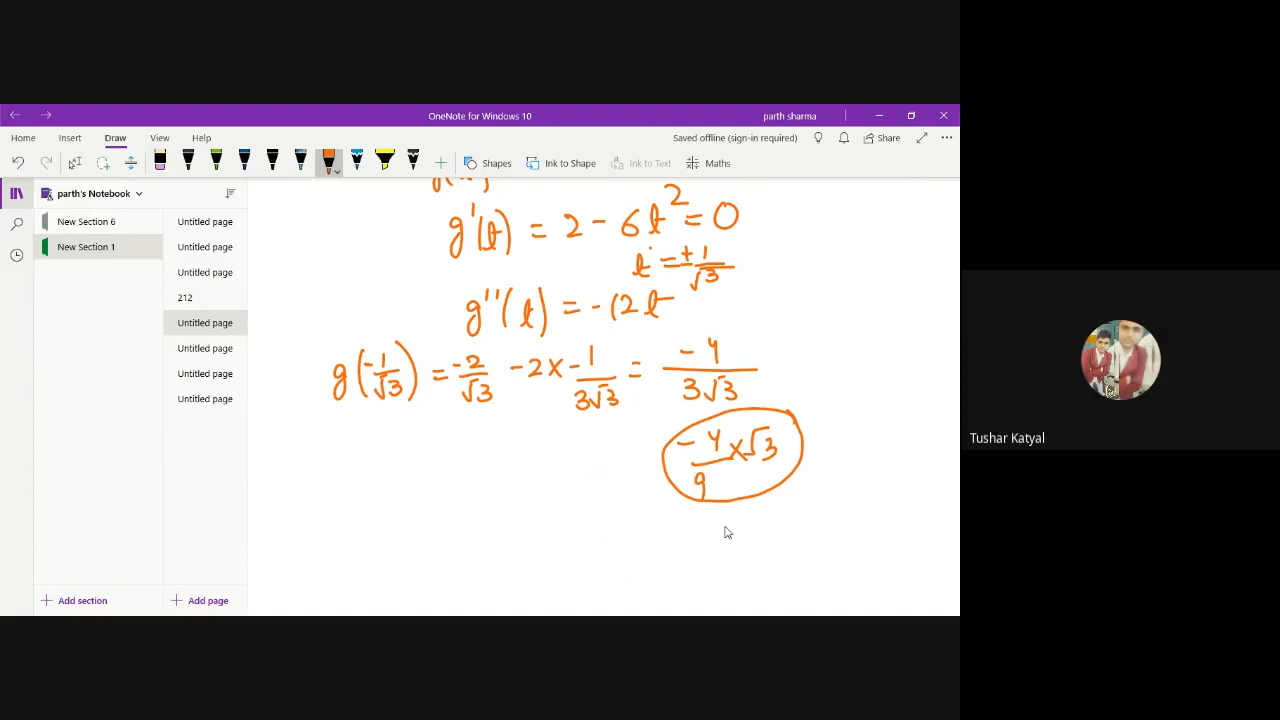 OneNote for Windows 10
parth sharma
Home Insert Draw View Help
Saved offline (sign-in required)
Share
Shapes
Ink to Shape
Ink to Text
Maths
parth's Notebook
New Section 6
New Section 1
Untitled page
Untitled page
Untitled page
212
Untitled page
Untitled page
Untitled page
Untitled page
Add section
Add page
g'(t) = 2 - 6t² = 0
t = ± 1/√3
g''(t) = -12t
g(-1/√3) = -2/√3 - 2 × -1/3√3 = -4/3√3
-4/9 × √3
Tushar Katyal